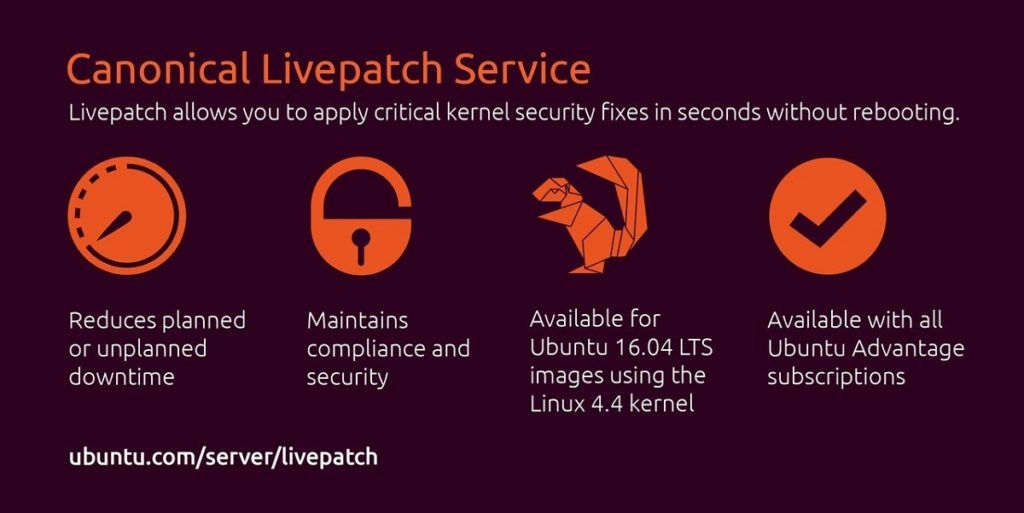 Canonical Livepatch Service
Livepatch allows you to apply critical kernel security fixes in seconds without rebooting.
Reduces planned
or unplanned
downtime
Maintains
compliance and
security
Available for
Ubuntu 16.04 LTS
images using the
Linux 4.4 kernel
Available with all
Ubuntu Advantage
subscriptions
ubuntu.com/server/livepatch